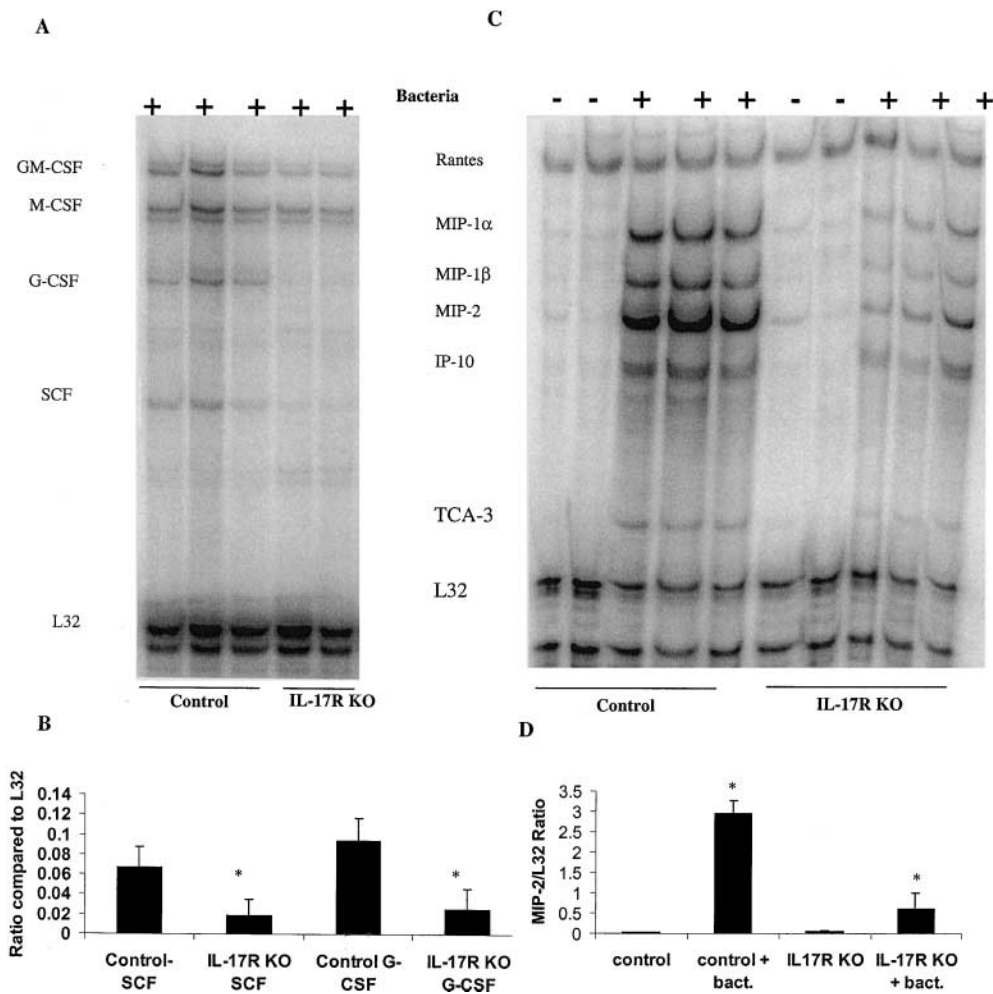 A
C
+ + + + +
Bacteria
- - + + + - - + + +
GM-CSF
M-CSF
G-CSF
SCF
L32
Control
IL-17R KO
Rantes
MIP-1α
MIP-1β
MIP-2
IP-10
TCA-3
L32
Control
IL-17R KO
B
Ratio compared to L32
0.14
0.12
0.1
0.08
0.06
0.04
0.02
0
*
*
Control-
SCF
IL-17R KO
SCF
Control G-
CSF
IL-17R KO
G-CSF
D
MIP-2/L32 Ratio
3.5
3
2.5
2
1.5
1
0.5
0
*
*
control
control +
bact.
IL17R KO
IL-17R KO
+ bact.